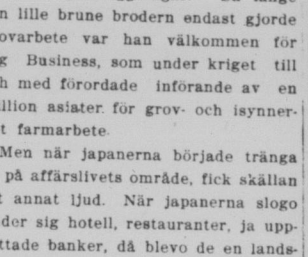 n lille brune brodern endast gjorde
ovarbete var han välkommen för
g Business, som under kriget till
h med förordade införande av en
llion asiater. för grov- och isynner-
t farmarbete.
Men när japanerna började tränga
på affärslivets område, fick skällan
t annat ljud. När japanerna slogo
der sig hotell, restauranter, ja upp-
ttade banker, då blevo de en lands-